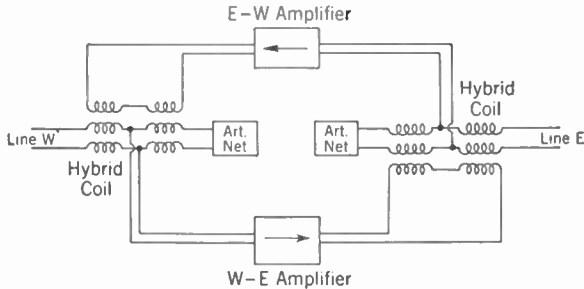 E-W Amplifier
Hybrid
Coil
Line W
Art.
Net
Art.
Net
Line E
Hybrid
Coil
W-E Amplifier